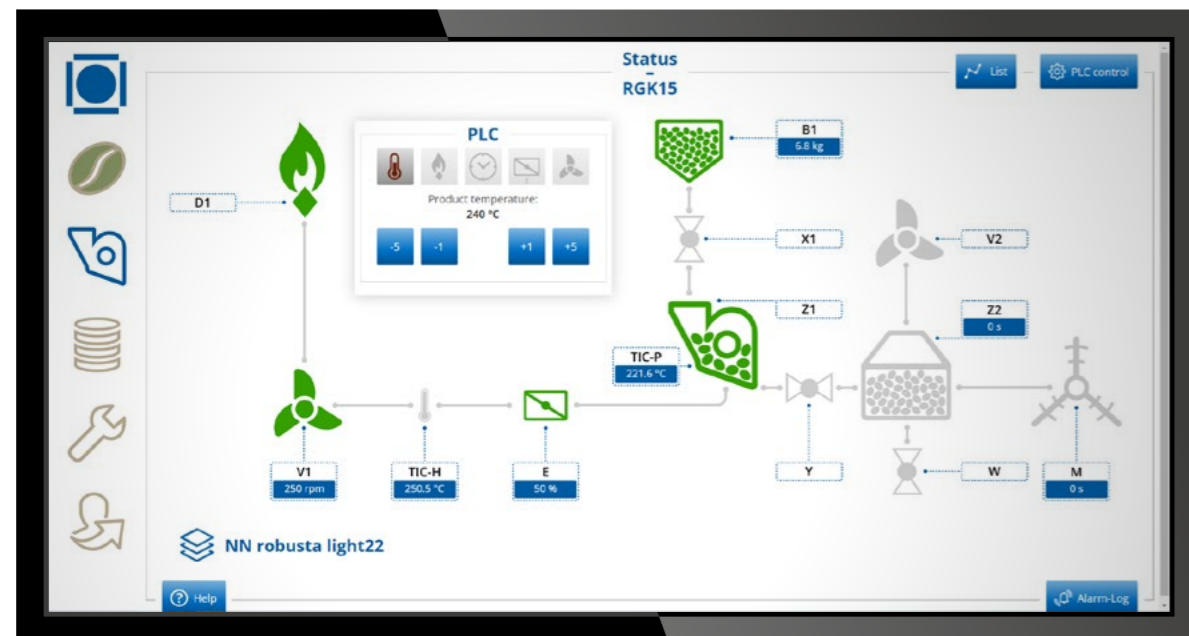 Status
–
RGK15
List
PLC control
PLC
Product temperature:
240 °C
-5
-1
+1
+5
D1
B1
6.8 kg
X1
V2
Z1
Z2
0 s
TIC-P
221.6 °C
V1
250 rpm
TIC-H
250.5 °C
E
50 %
Y
W
M
0 s
NN robusta light22
Help
Alarm-Log